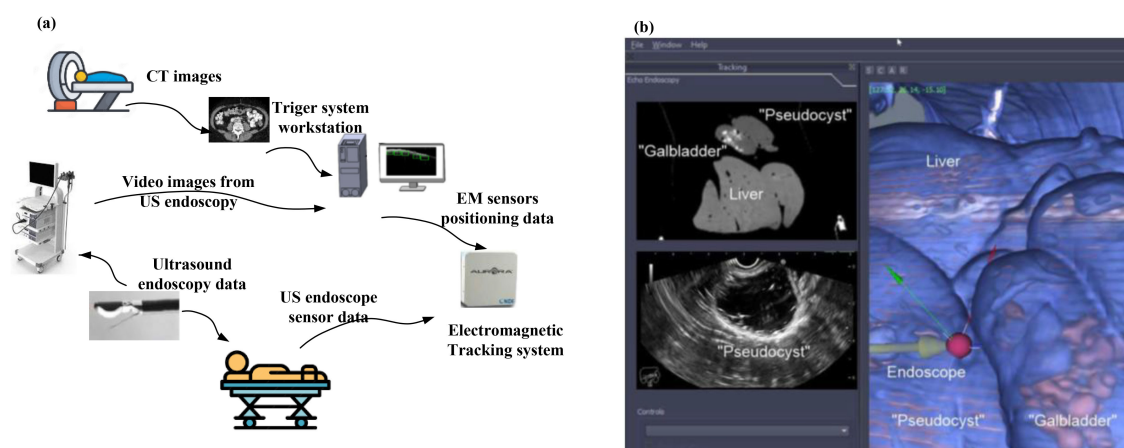 (a)
CT images
Triger system
workstation
Video images from
US endoscopy
EM sensors
positioning data
Ultrasound
endoscopy data
AURORA
NDI
US endoscope
sensor data
Electromagnetic
Tracking system
(b)
File Window Help
Tracking
Echo Endoscopy
"Pseudocyst"
"Galbladder"
Liver
"Pseudocyst"
Controls
S C A R
Liver
Endoscope
"Pseudocyst"
"Galbladder"